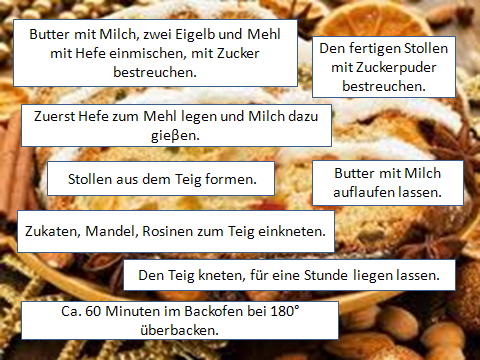 Butter mit Milch, zwei Eigelb und Mehl
mit Hefe einmischen, mit Zucker
bestreuchen.
Den fertigen Stollen
mit Zuckerpuder
bestreuchen.
Zuerst Hefe zum Mehl legen und Milch dazu
gieβen.
Stollen aus dem Teig formen.
Butter mit Milch
auflaufen lassen.
Zukaten, Mandel, Rosinen zum Teig einkneten.
Den Teig kneten, für eine Stunde liegen lassen.
Ca. 60 Minuten im Backofen bei 180°
überbacken.